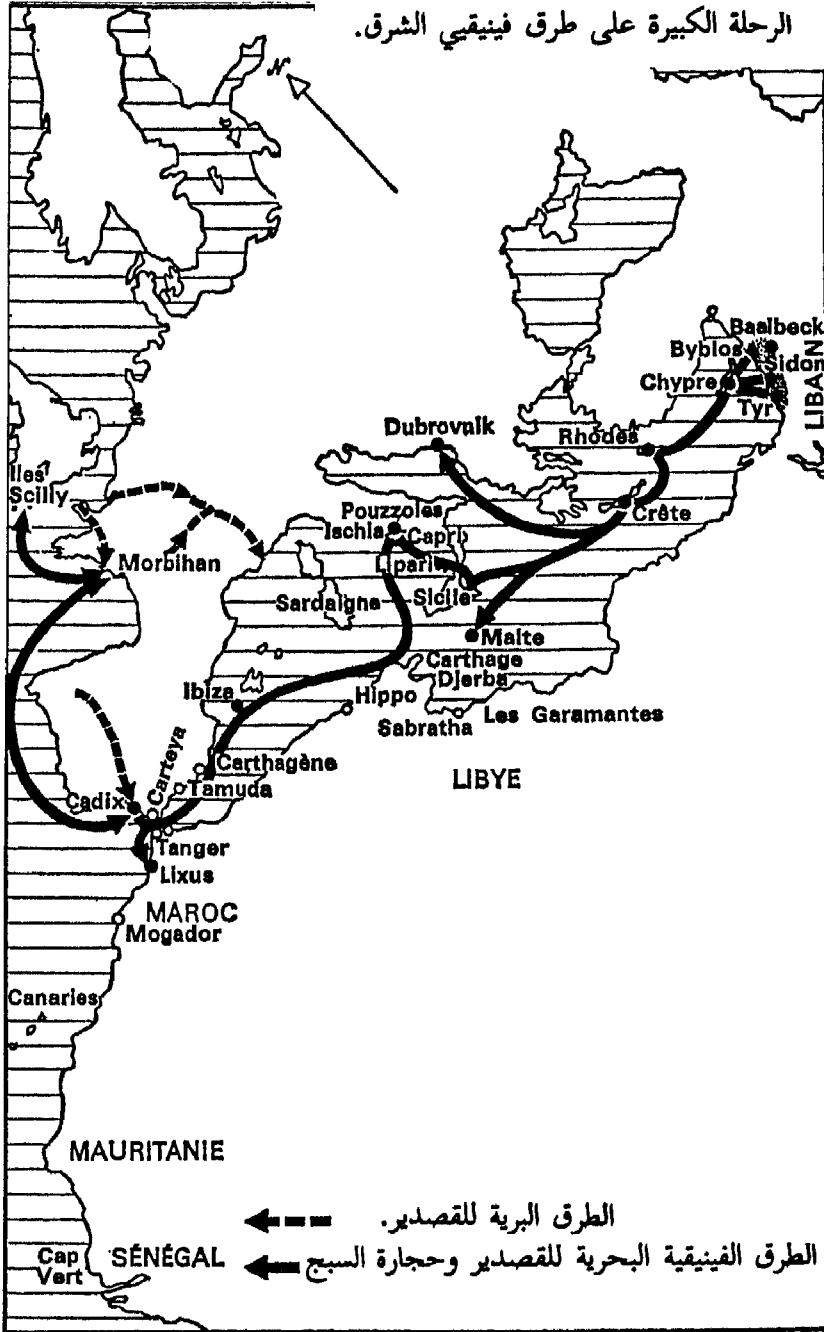 الرحلة الكبيرة على طرق فينيقيي الشرق.
N
Baalbeck
Byblos
Sidon
Chypre
Tyr
LIBAN
Dubrovnik
Rhodes
Iles
Scilly
Pouzzoles
Ischia
Capri
Crête
Morbihan
Lipari
Sardaigne
Sicile
Malte
Carthage
Djerba
Ibiza
Hippo
Sabratha
Les Garamantes
Carteya
Carthagène
LIBYE
Tamuda
Cadix
Tanger
Lixus
MAROC
Mogador
Canaries
MAURITANIE
الطرق البرية للقصدير.
Cap
Vert
SÉNÉGAL
الطرق الفينيقية البحرية للقصدير وحجارة السبج